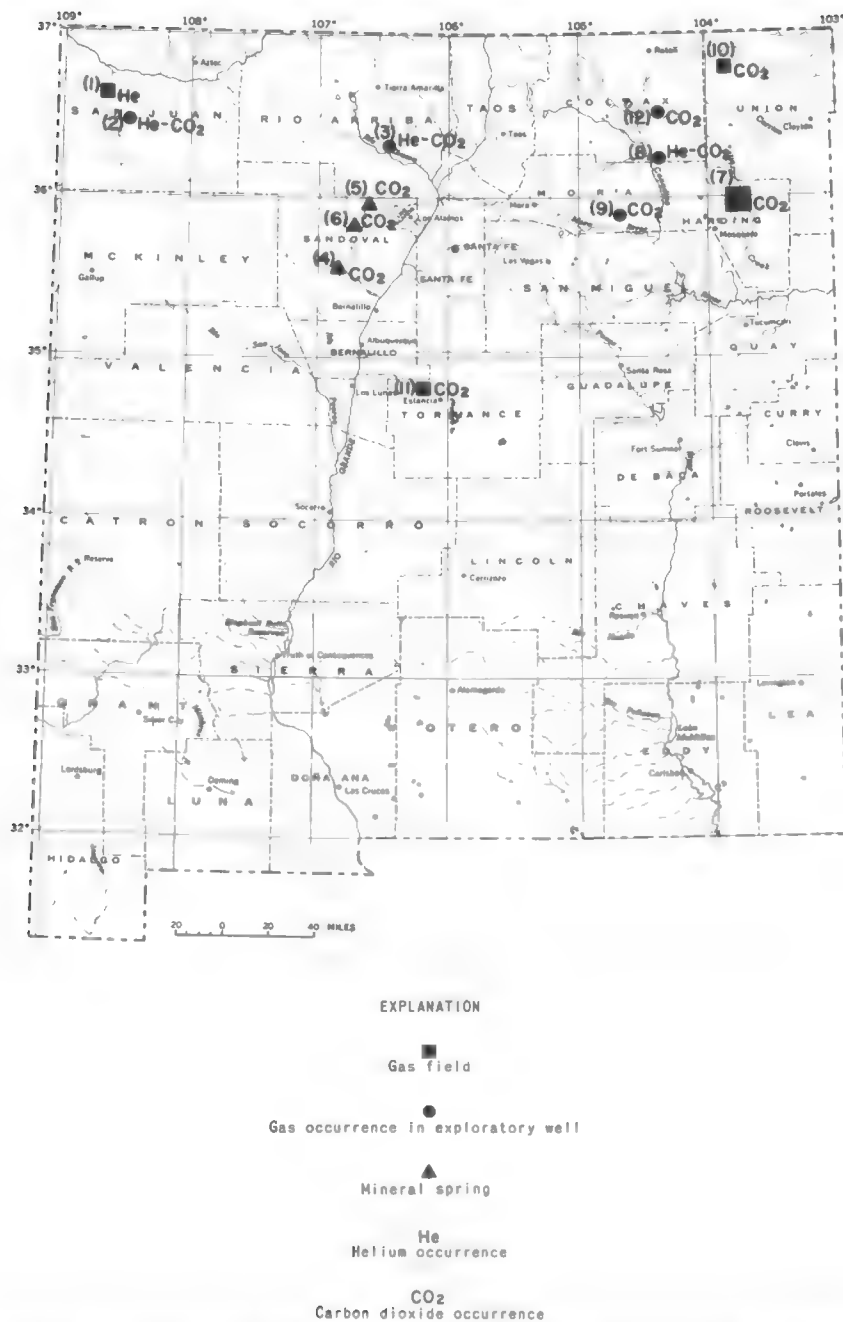 109° 108° 107° 106° 105° 104° 103°
37°
Aztec
Raton
(10)
CO₂
(1) He
Tierra Amarilla
SAN JUAN
RIO ARRIBA
TAOS
COLFAX
UNION
(2) He-CO₂
(12) CO₂
Clayton
(3) He-CO₂
Taos
(8) He-CO₂
36°
(5) CO₂
(7) CO₂
MORA
Mora
(6) CO₂
Los Alamos
(9) CO₂
HARDING
Mosquero
SANDOVAL
SANTA FE
MCKINLEY
Gallup
(4) CO₂
Las Vegas
SANTA FE
SAN MIGUEL
Bernalillo
Tucumcari
35°
Albuquerque
BERNALILLO
QUAY
VALENCIA
Santa Rosa
Los Lunas
(11) CO₂
Estancia
GUADALUPE
TORRANCE
CURRY
Clovis
Fort Sumner
DE BACA
GRANDE
Portales
34°
Socorro
ROOSEVELT
CATRON
SOCORRO
RIO
LINCOLN
Reserve
Carrizozo
CHAVES
Roswell
Elephant Butte
33°
Truth or Consequences
SIERRA
GRANT
Alamogordo
Lovington
Silver City
OTERO
LEA
EDDY
Lordsburg
Deming
DOÑA ANA
Las Cruces
Carlsbad
LUNA
32°
HIDALGO
20 0 20 40 MILES
EXPLANATION
Gas field
Gas occurrence in exploratory well
Mineral spring
He
Helium occurrence
CO₂
Carbon dioxide occurrence